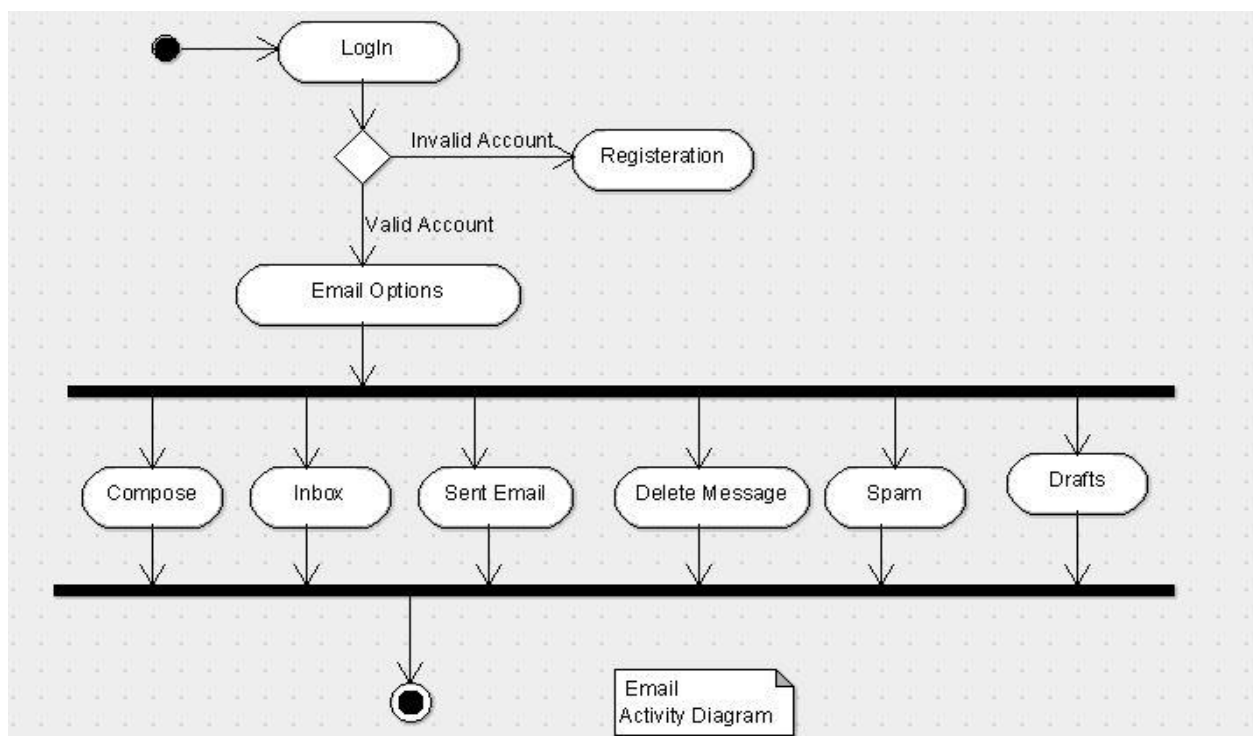 LogIn
Invalid Account
Registeration
Valid Account
Email Options
Compose
Inbox
Sent Email
Delete Message
Spam
Drafts
Email
Activity Diagram